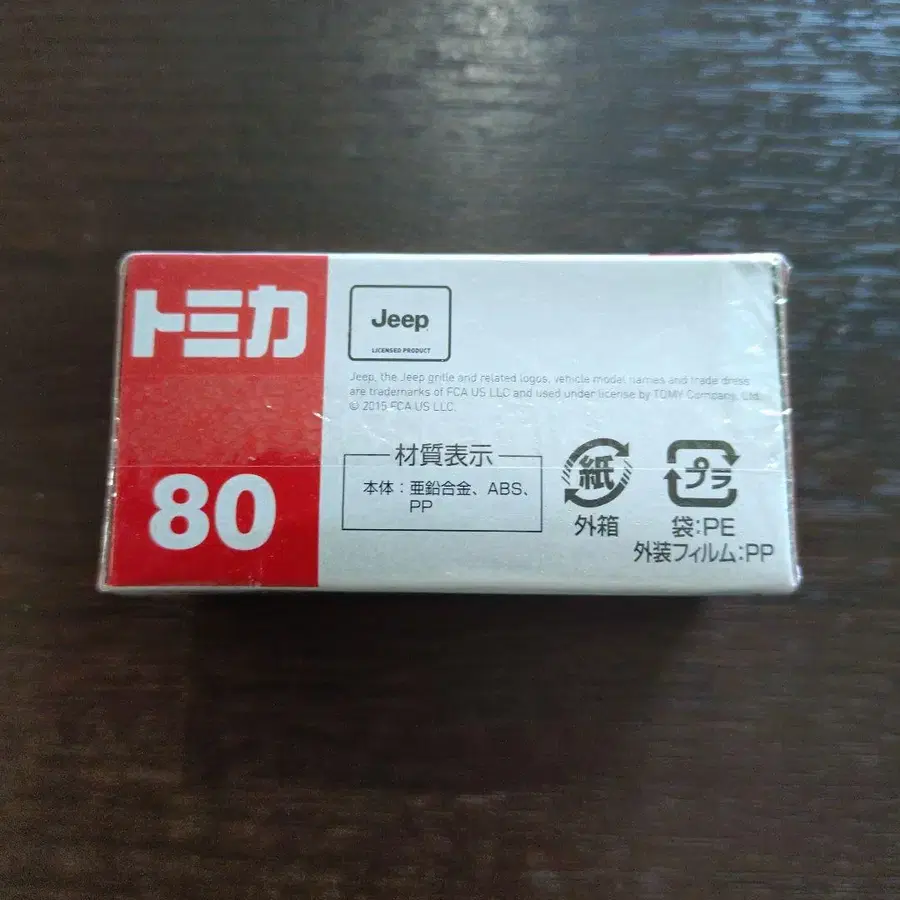 トミカ
80
Jeep
LICENSED PRODUCT
Jeep, the Jeep grille and related logos, vehicle model names and trade dress
are trademarks of FCA US LLC and used under license by TOMY Company, Ltd.
© 2015 FCA US LLC.
材質表示
本体：亜鉛合金、ABS、
PP
紙
外箱
プラ
袋:PE
外装フィルム:PP